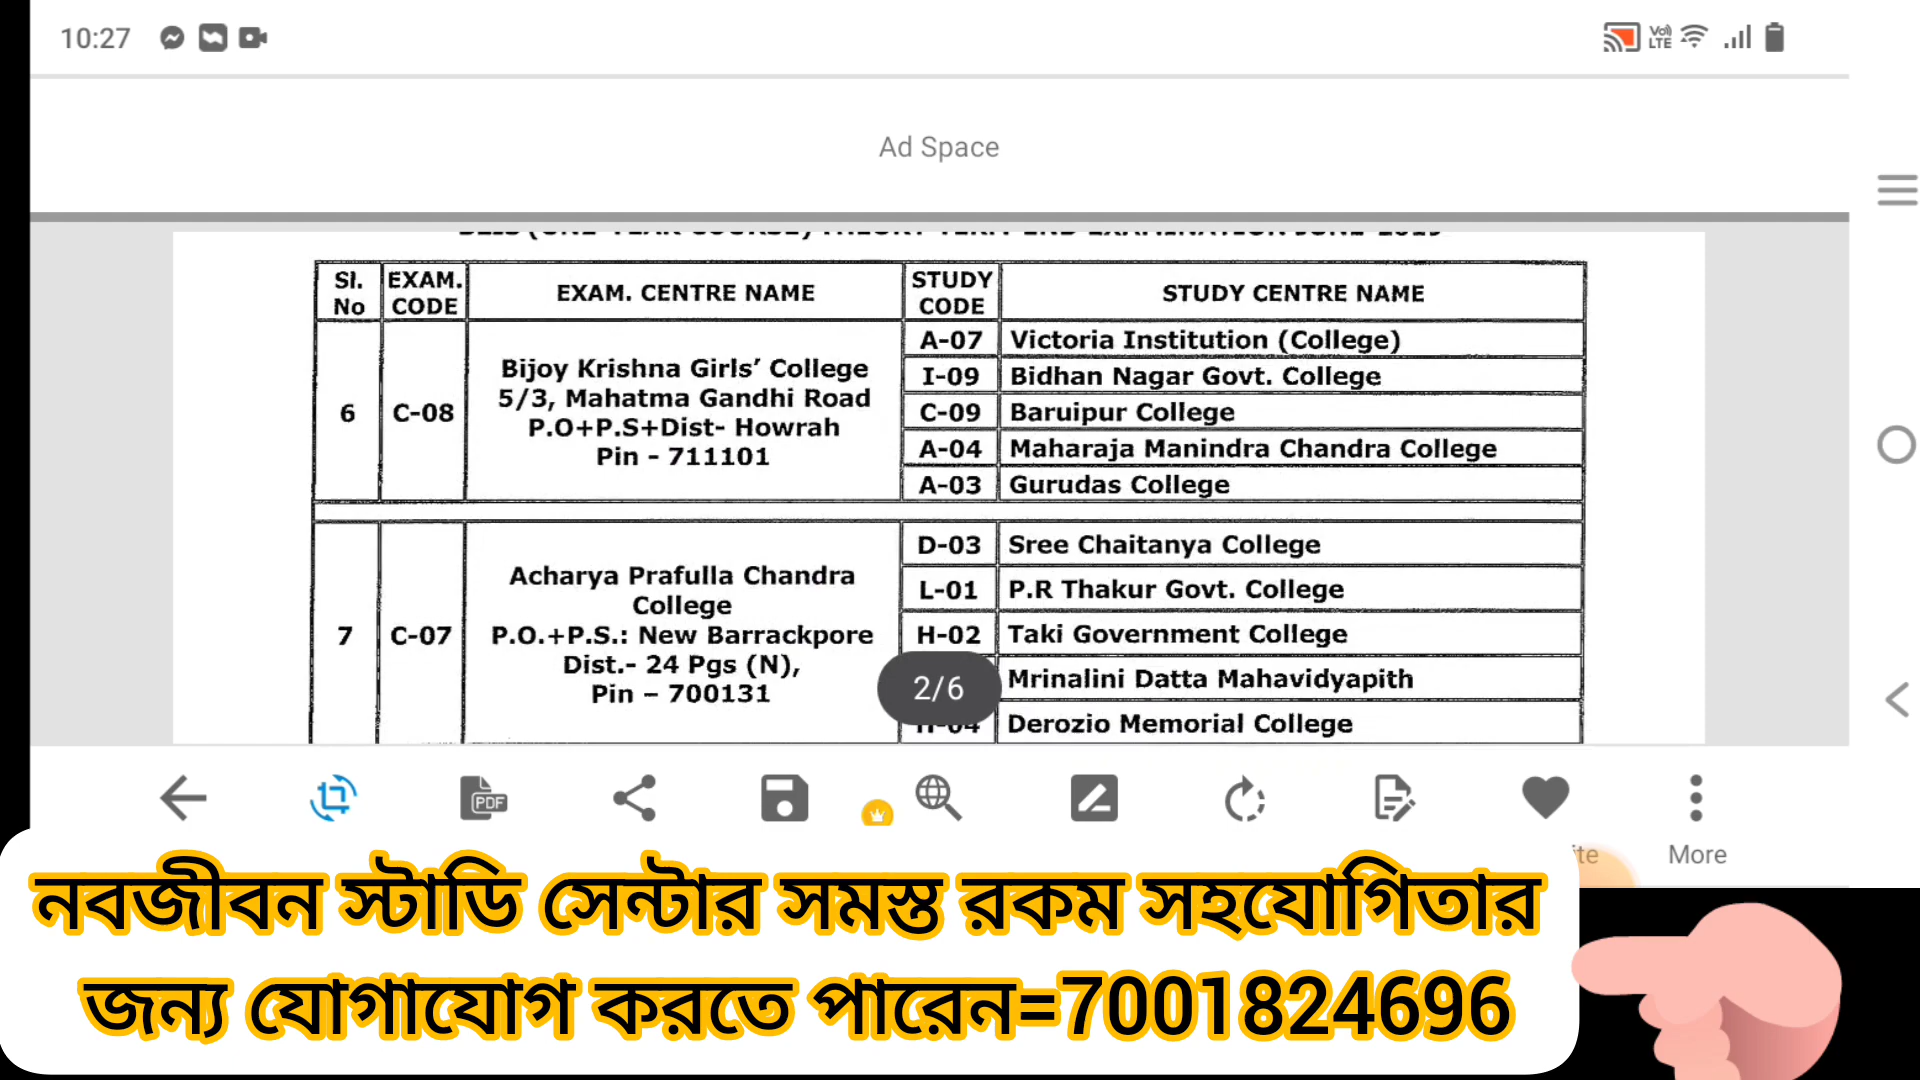 10:27
Vo) LTE
Ad Space
Sl. No EXAM. CODE EXAM. CENTRE NAME STUDY CODE STUDY CENTRE NAME
6 C-08 Bijoy Krishna Girls’ College
5/3, Mahatma Gandhi Road
P.O+P.S+Dist- Howrah
Pin - 711101
A-07 Victoria Institution (College)
I-09 Bidhan Nagar Govt. College
C-09 Baruipur College
A-04 Maharaja Manindra Chandra College
A-03 Gurudas College
7 C-07 Acharya Prafulla Chandra
College
P.O.+P.S.: New Barrackpore
Dist.- 24 Pgs (N),
Pin – 700131
D-03 Sree Chaitanya College
L-01 P.R Thakur Govt. College
H-02 Taki Government College
Mrinalini Datta Mahavidyapith
Derozio Memorial College
2/6
PDF
More
নবজীবন স্টাডি সেন্টার সমস্ত রকম সহযোগিতার
জন্য যোগাযোগ করতে পারেন=7001824696